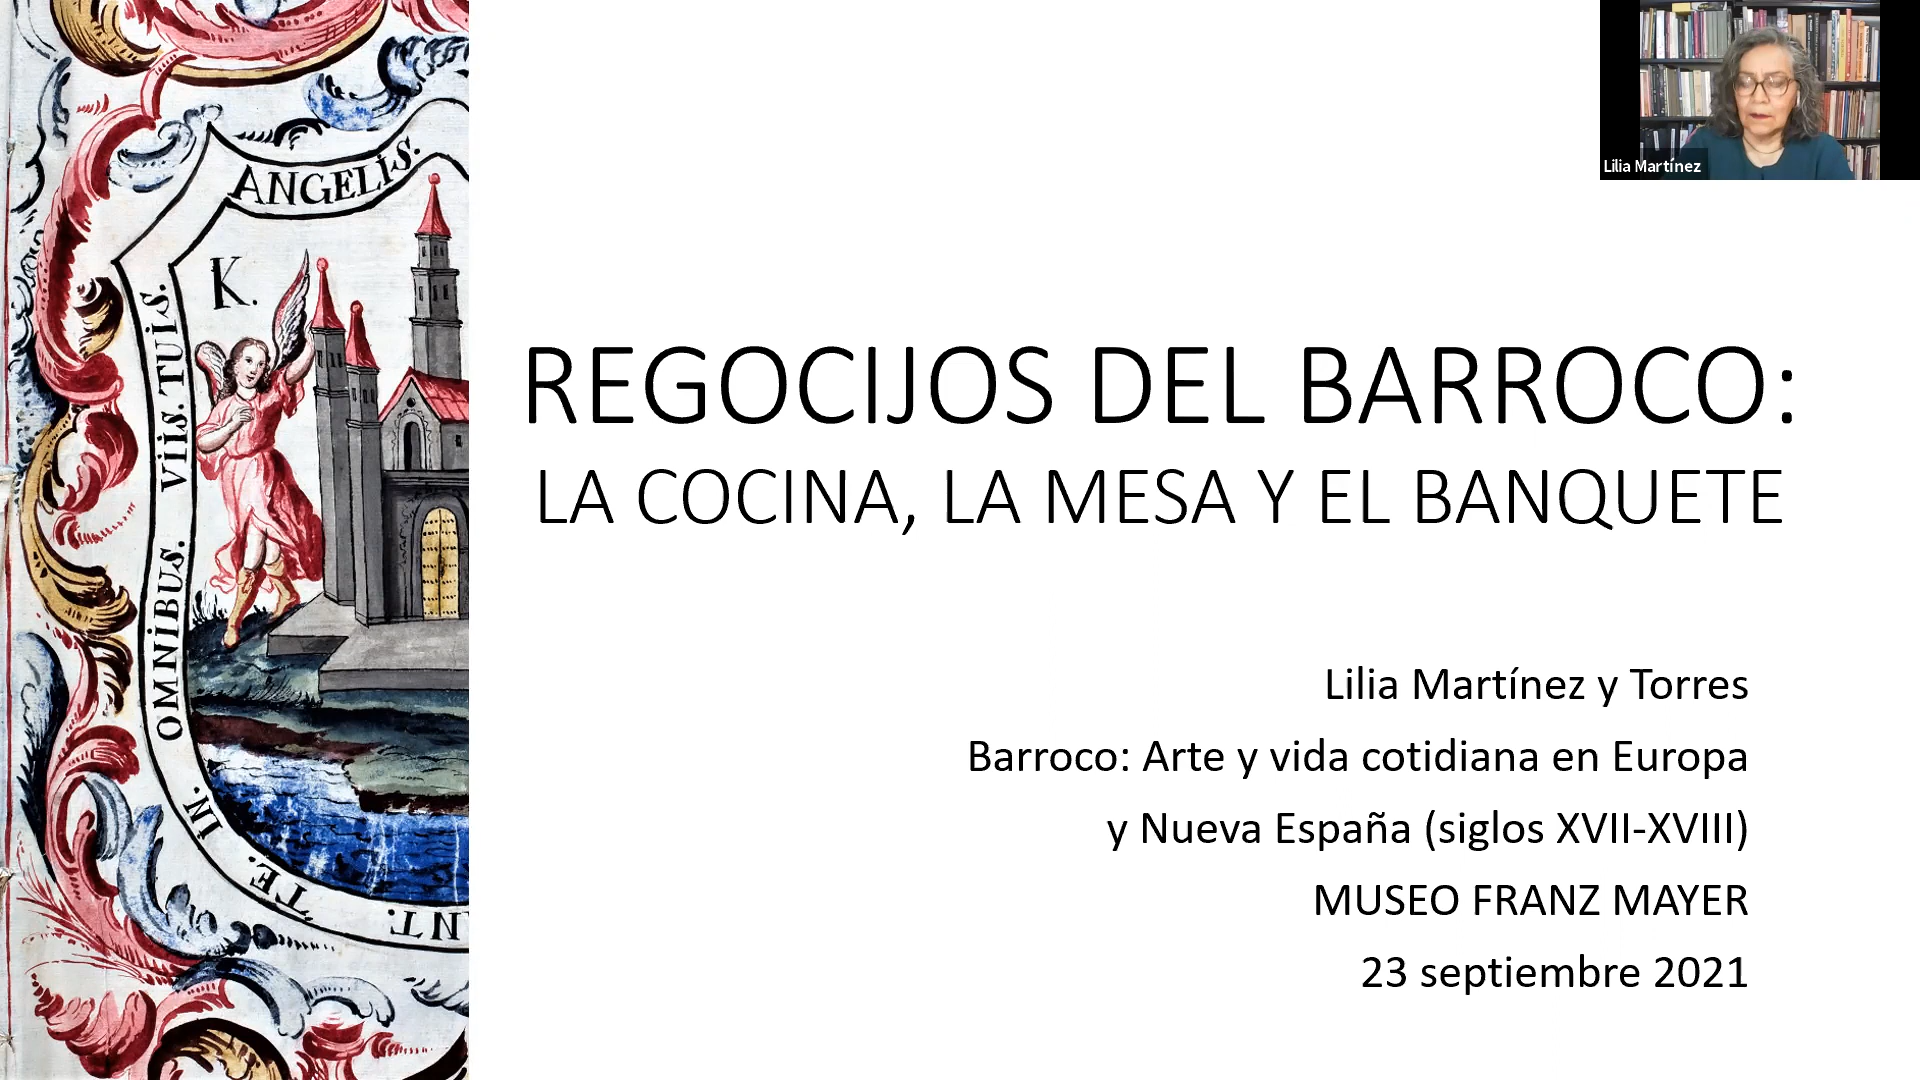 ANGELIS.
K.
OMNIBUS. VIIS. TUIS.
IN.
TE.
NT.
Lilia Martínez
REGOCIJOS DEL BARROCO:
LA COCINA, LA MESA Y EL BANQUETE
Lilia Martínez y Torres
Barroco: Arte y vida cotidiana en Europa
y Nueva España (siglos XVII-XVIII)
MUSEO FRANZ MAYER
23 septiembre 2021